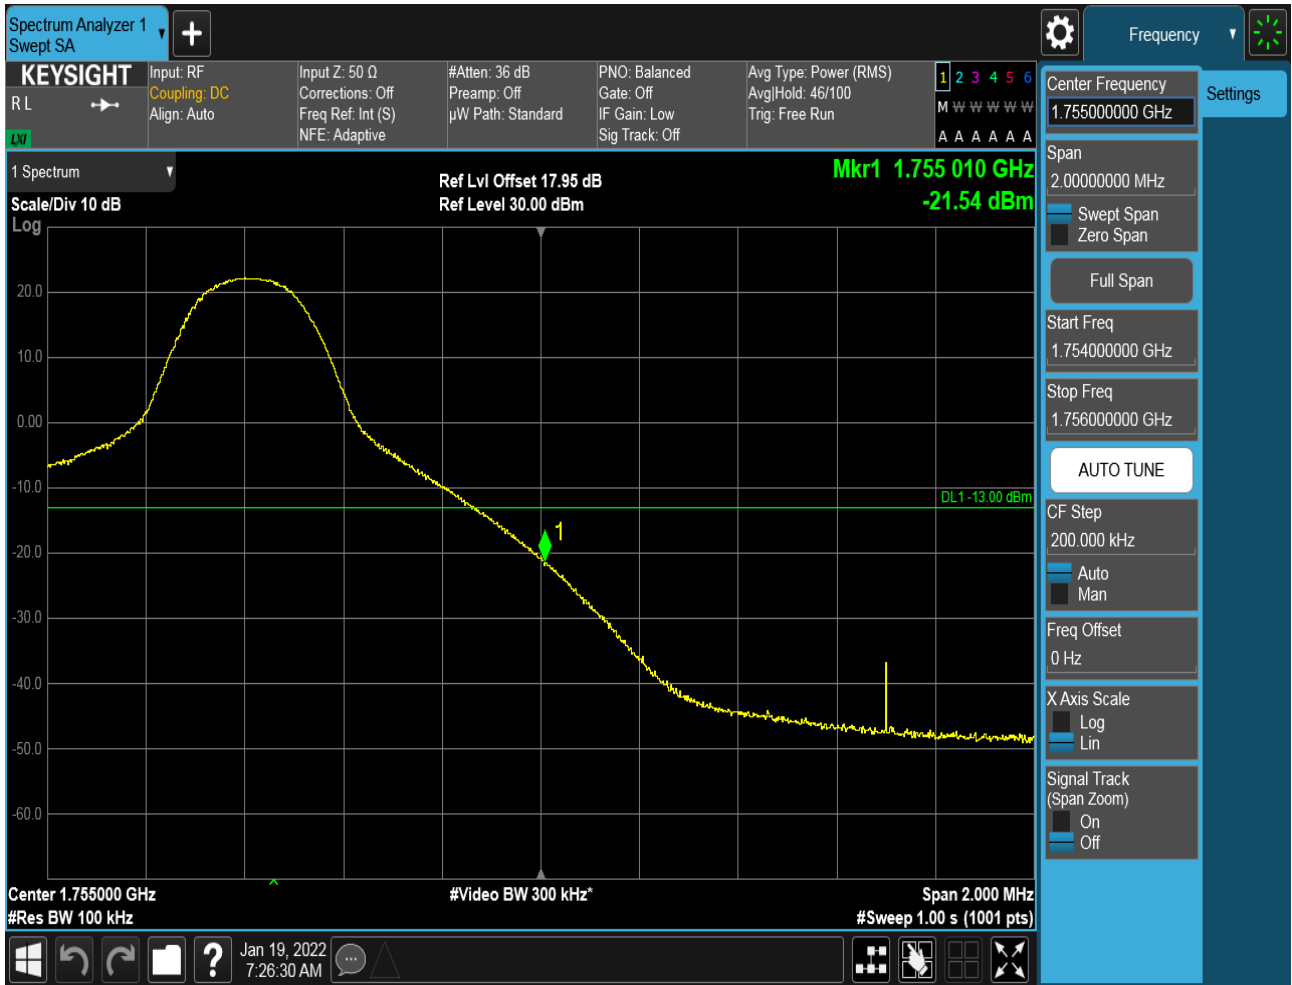 Spectrum Analyzer 1
Swept SA
Frequency
KEYSIGHT
R L
LXI
Input: RF
Coupling: DC
Align: Auto
Input Z: 50 Ω
Corrections: Off
Freq Ref: Int (S)
NFE: Adaptive
#Atten: 36 dB
Preamp: Off
µW Path: Standard
PNO: Balanced
Gate: Off
IF Gain: Low
Sig Track: Off
Avg Type: Power (RMS)
Avg|Hold: 46/100
Trig: Free Run
1 2 3 4 5 6
M W W W W W
A A A A A A
1 Spectrum
Scale/Div 10 dB
Log
Ref Lvl Offset 17.95 dB
Ref Level 30.00 dBm
Mkr1 1.755 010 GHz
-21.54 dBm
20.0
10.0
0.00
-10.0
-20.0
-30.0
-40.0
-50.0
-60.0
DL1 -13.00 dBm
1
Center 1.755000 GHz
#Res BW 100 kHz
#Video BW 300 kHz*
Span 2.000 MHz
#Sweep 1.00 s (1001 pts)
Jan 19, 2022
7:26:30 AM
Center Frequency
1.755000000 GHz
Settings
Span
2.00000000 MHz
Swept Span
Zero Span
Full Span
Start Freq
1.754000000 GHz
Stop Freq
1.756000000 GHz
AUTO TUNE
CF Step
200.000 kHz
Auto
Man
Freq Offset
0 Hz
X Axis Scale
Log
Lin
Signal Track
(Span Zoom)
On
Off